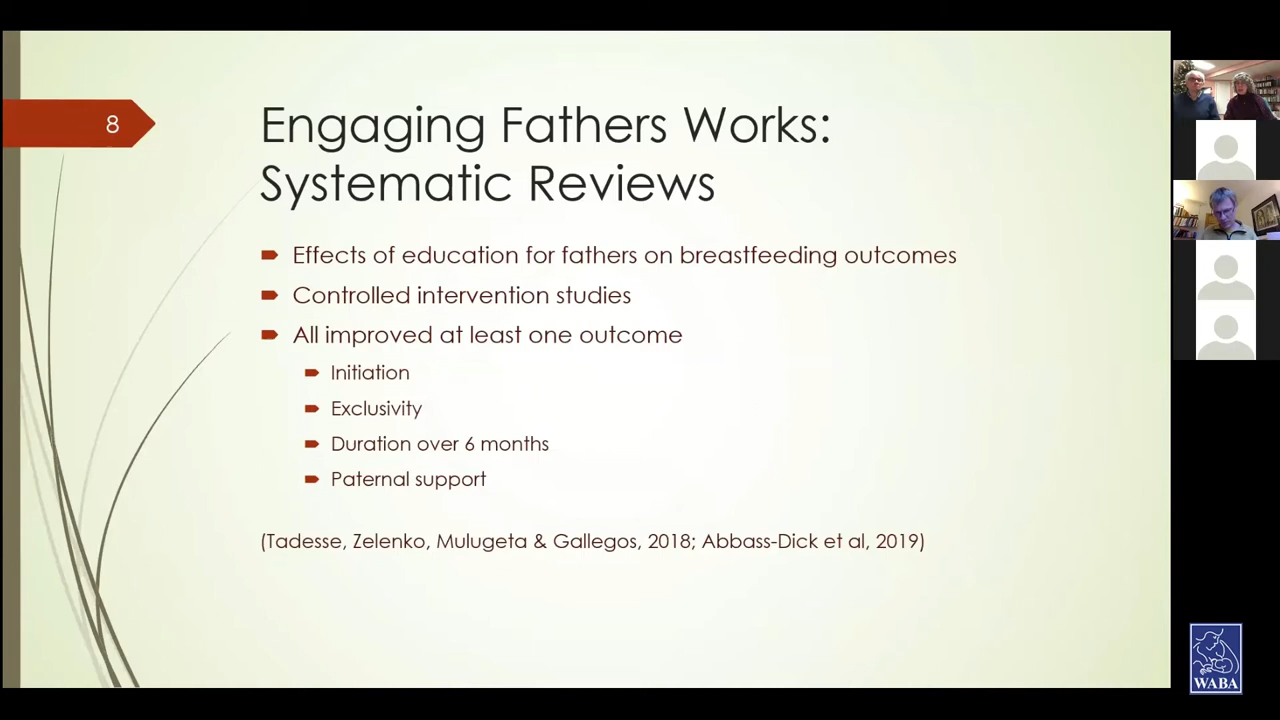 8
Engaging Fathers Works:
Systematic Reviews
Effects of education for fathers on breastfeeding outcomes
Controlled intervention studies
All improved at least one outcome
Initiation
Exclusivity
Duration over 6 months
Paternal support
(Tadesse, Zelenko, Mulugeta & Gallegos, 2018; Abbass-Dick et al, 2019)
WABA